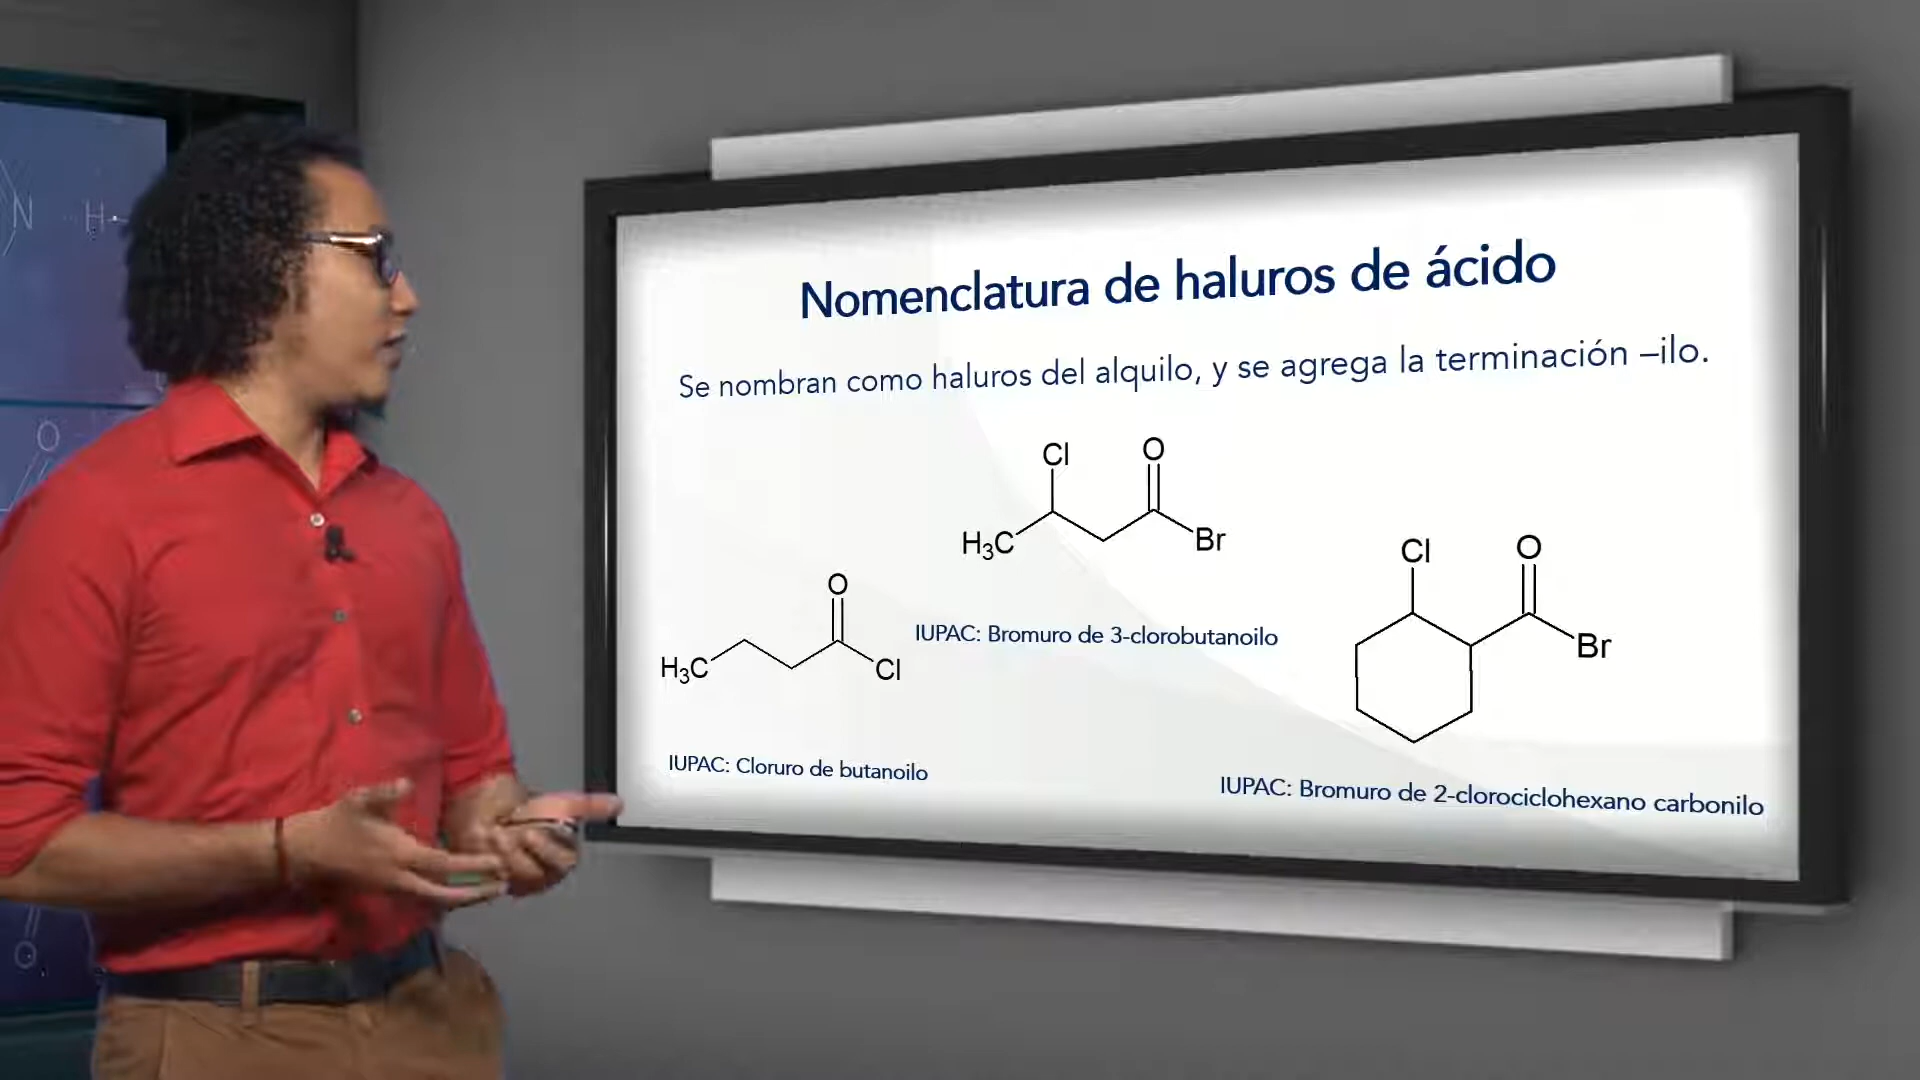 Nomenclatura de haluros de ácido
Se nombran como haluros del alquilo, y se agrega la terminación –ilo.
Cl
O
H₃C
Br
IUPAC: Bromuro de 3-clorobutanoilo
O
H₃C
Cl
IUPAC: Cloruro de butanoilo
Cl
O
Br
IUPAC: Bromuro de 2-clorociclohexano carbonilo
N
H
O
O